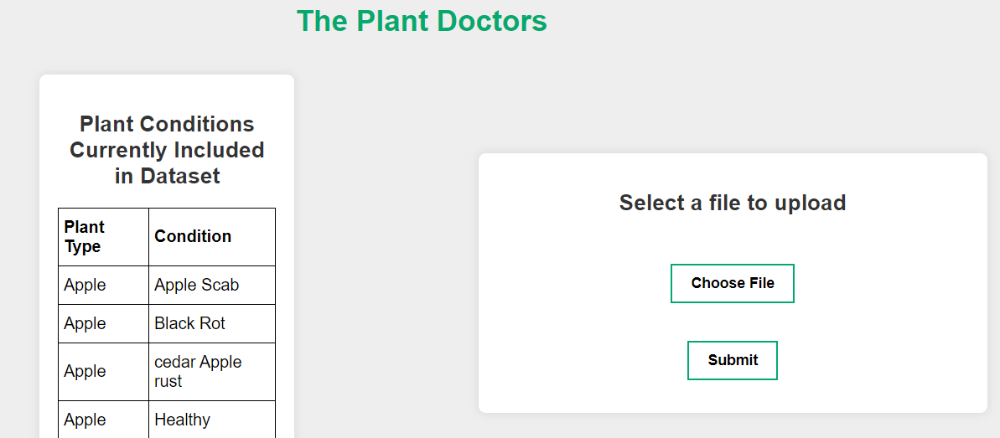 The Plant Doctors
Plant Conditions
Currently Included
in Dataset
Plant
Type
Condition
Apple
Apple Scab
Apple
Black Rot
Apple
cedar Apple
rust
Apple
Healthy
Select a file to upload
Choose File
Submit